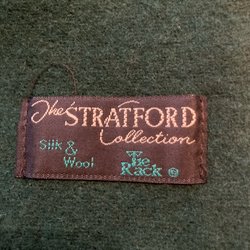 The STRATFORD
Collection
Silk &
Wool
Tie
Rack ®